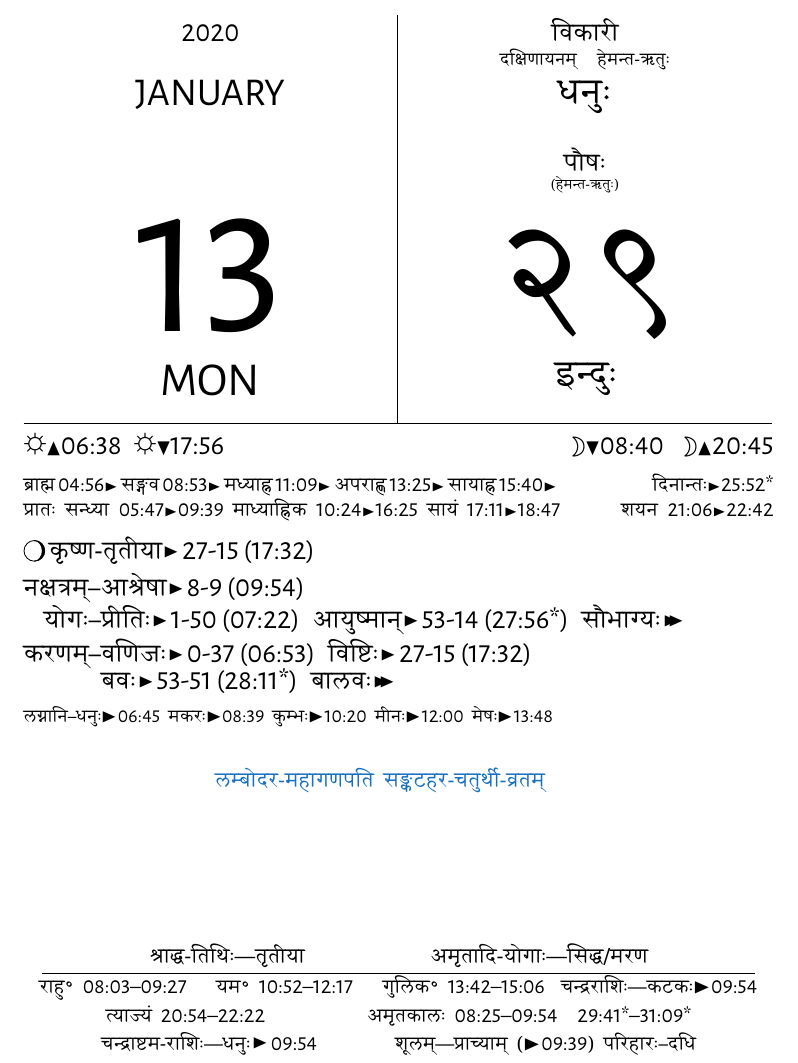 2020
JANUARY
13
MON
विकारी
दक्षिणायनम् हेमन्त-ऋतुः
धनुः
पौषः
(हेमन्त-ऋतुः)
२९
इन्दुः
☼▲06:38 ☼▼17:56 ☽▼08:40 ☽▲20:45
ब्राह्म 04:56► सङ्गव 08:53► मध्याह्न 11:09► अपराह्ण 13:25► सायाह्न 15:40► दिनान्तः►25:52*
प्रातः सन्ध्या 05:47►09:39 माध्याह्निक 10:24►16:25 सायं 17:11►18:47 शयन 21:06►22:42
❍कृष्ण-तृतीया►27-15 (17:32)
नक्षत्रम्–आश्रेषा►8-9 (09:54)
योगः–प्रीतिः►1-50 (07:22) आयुष्मान्►53-14 (27:56*) सौभाग्यः►►
करणम्–वणिजः►0-37 (06:53) विष्टिः►27-15 (17:32)
बवः►53-51 (28:11*) बालवः►►
लग्नानि–धनुः►06:45 मकरः►08:39 कुम्भः►10:20 मीनः►12:00 मेषः►13:48
लम्बोदर-महागणपति सङ्कटहर-चतुर्थी-व्रतम्
श्राद्ध-तिथिः—तृतीया अमृतादि-योगाः—सिद्ध/मरण
राहु॰ 08:03–09:27 यम॰ 10:52–12:17 गुलिक॰ 13:42–15:06 चन्द्रराशिः—कटकः►09:54
त्याज्यं 20:54–22:22 अमृतकालः 08:25–09:54 29:41*–31:09*
चन्द्राष्टम-राशिः—धनुः►09:54 शूलम्—प्राच्याम् (►09:39) परिहारः–दधि